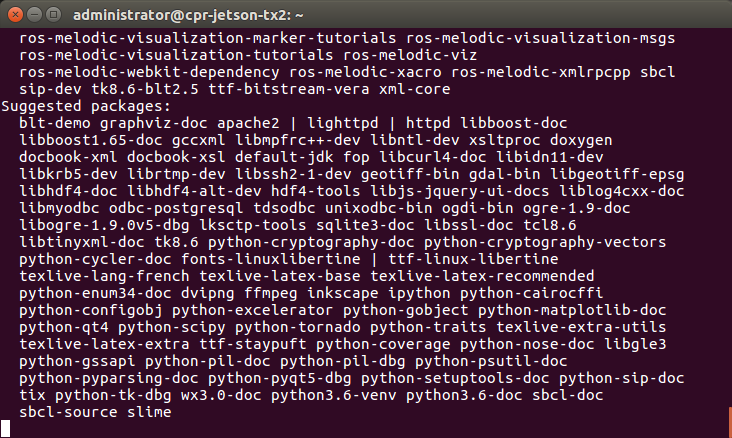 administrator@cpr-jetson-tx2: ~
ros-melodic-visualization-marker-tutorials ros-melodic-visualization-msgs
ros-melodic-visualization-tutorials ros-melodic-viz
ros-melodic-webkit-dependency ros-melodic-xacro ros-melodic-xmlrpcpp sbcl
sip-dev tk8.6-blt2.5 ttf-bitstream-vera xml-core
Suggested packages:
blt-demo graphviz-doc apache2 | lighttpd | httpd libboost-doc
libboost1.65-doc gccxml libmpfrc++-dev libntl-dev xsltproc doxygen
docbook-xml docbook-xsl default-jdk fop libcurl4-doc libidn11-dev
libkrb5-dev librtmp-dev libssh2-1-dev geotiff-bin gdal-bin libgeotiff-epsg
libhdf4-doc libhdf4-alt-dev hdf4-tools libjs-jquery-ui-docs liblog4cxx-doc
libmyodbc odbc-postgresql tdsodbc unixodbc-bin ogdi-bin ogre-1.9-doc
libogre-1.9.0v5-dbg lksctp-tools sqlite3-doc libssl-doc tcl8.6
libtinyxml-doc tk8.6 python-cryptography-doc python-cryptography-vectors
python-cycler-doc fonts-linuxlibertine | ttf-linux-libertine
texlive-lang-french texlive-latex-base texlive-latex-recommended
python-enum34-doc dvipng ffmpeg inkscape ipython python-cairocffi
python-configobj python-excelerator python-gobject python-matplotlib-doc
python-qt4 python-scipy python-tornado python-traits texlive-extra-utils
texlive-latex-extra ttf-staypuft python-coverage python-nose-doc libgle3
python-gssapi python-pil-doc python-pil-dbg python-psutil-doc
python-pyparsing-doc python-pyqt5-dbg python-setuptools-doc python-sip-doc
tix python-tk-dbg wx3.0-doc python3.6-venv python3.6-doc sbcl-doc
sbcl-source slime